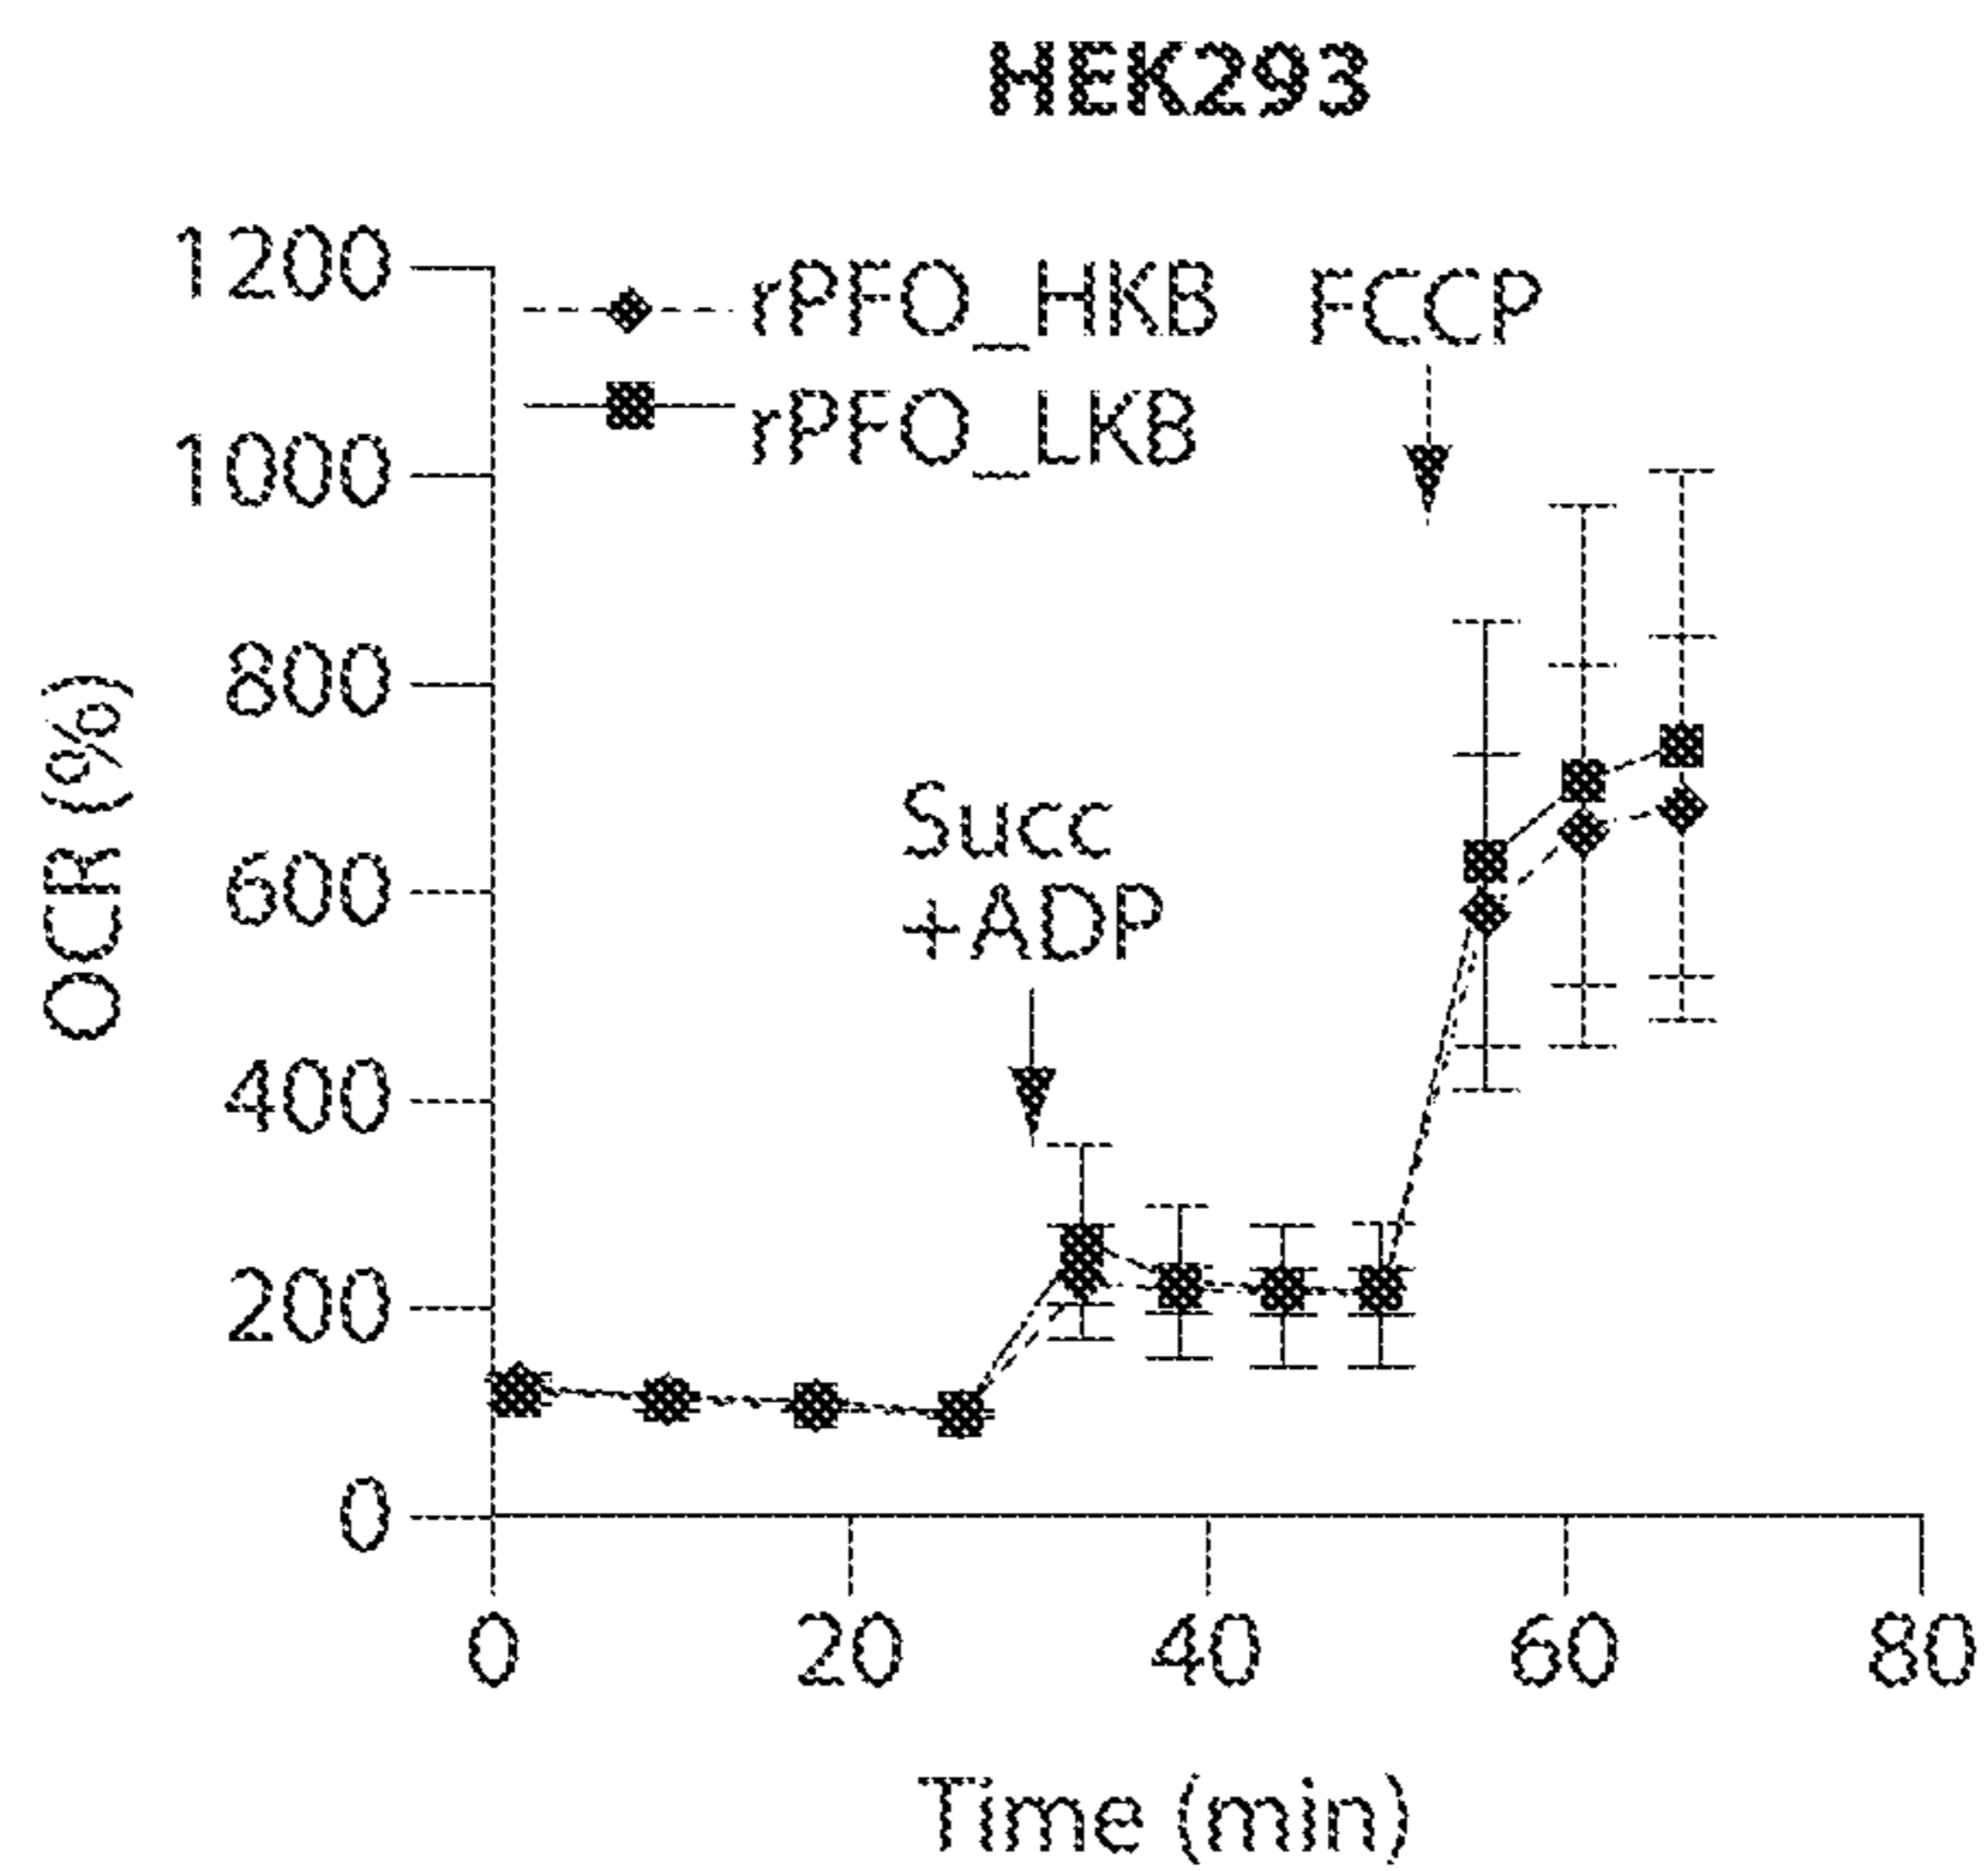 HEK293
1200
1000
800
600
400
200
0
OCR (%)
rPFO_HKB
rPFO_LKB
FCCP
Succ
+ADP
0 20 40 60 80
Time (min)